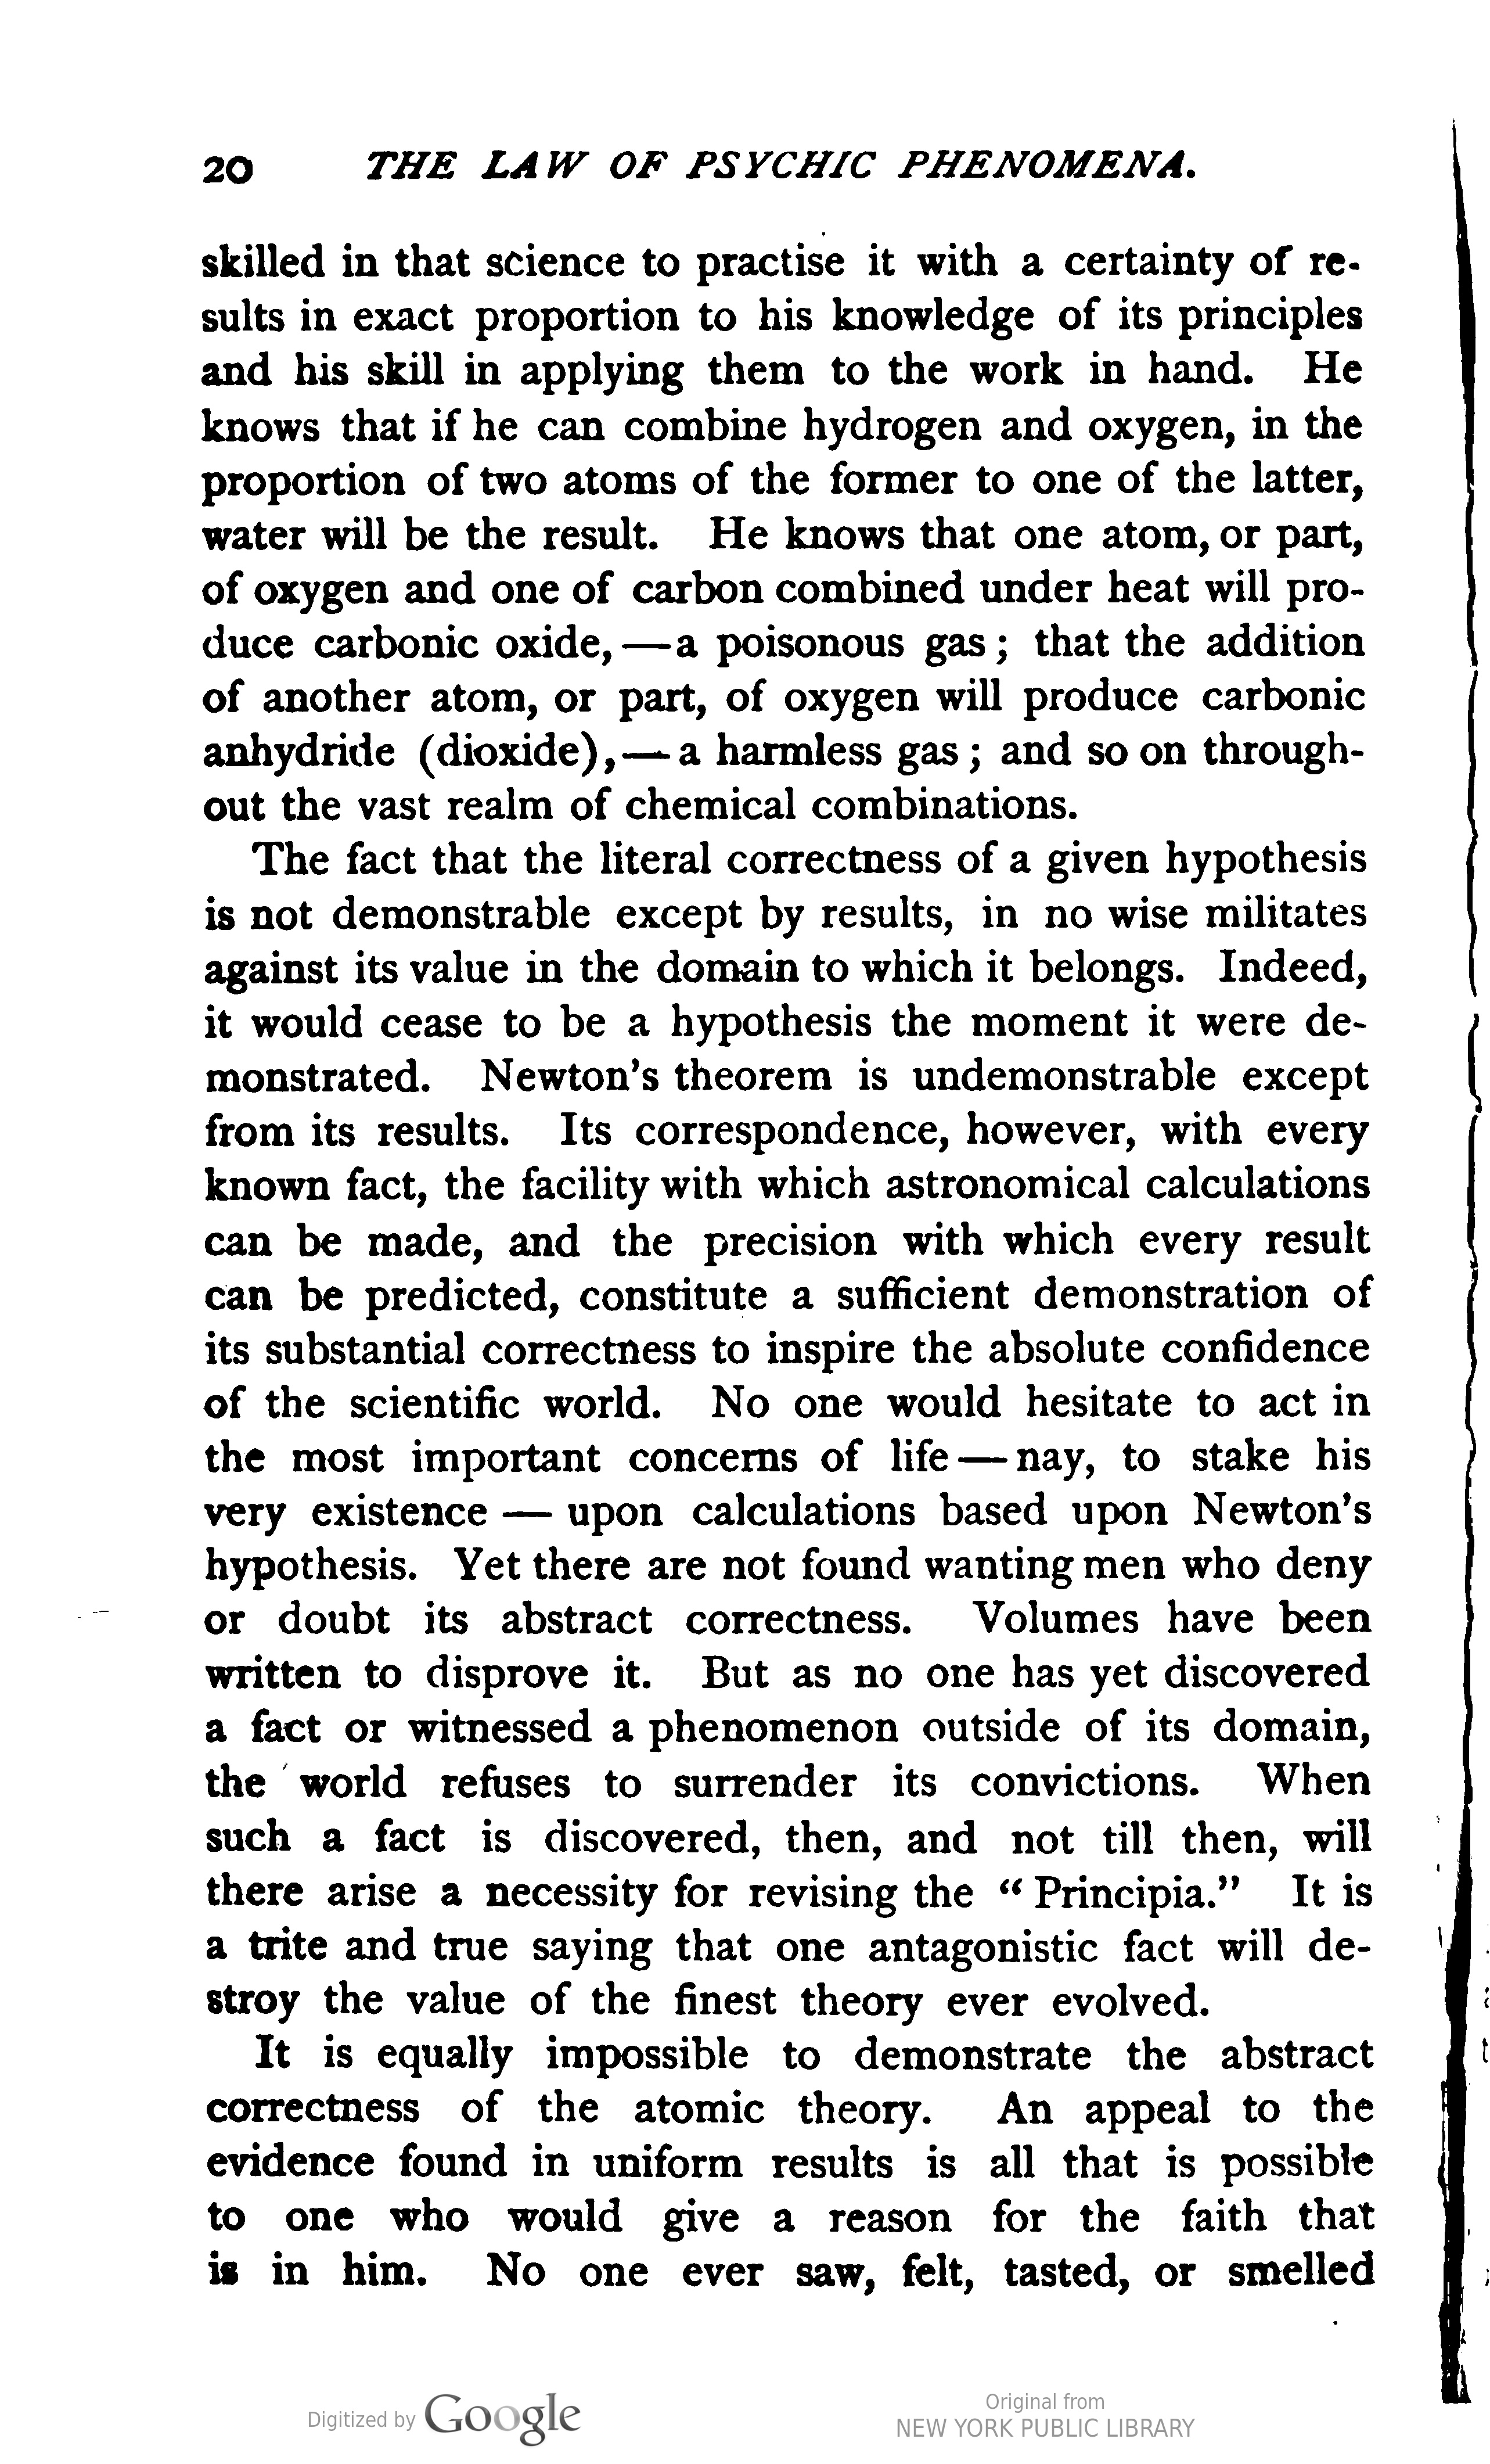 20 THE LAW OF PSYCHIC PHENOMENA.
skilled in that science to practise it with a certainty of re-
sults in exact proportion to his knowledge of its principles
and his skill in applying them to the work in hand. He
knows that if he can combine hydrogen and oxygen, in the
proportion of two atoms of the former to one of the latter,
water will be the result. He knows that one atom, or part,
of oxygen and one of carbon combined under heat will pro-
duce carbonic oxide, — a poisonous gas ; that the addition
of another atom, or part, of oxygen will produce carbonic
anhydride (dioxide), — a harmless gas ; and so on through-
out the vast realm of chemical combinations.
The fact that the literal correctness of a given hypothesis
is not demonstrable except by results, in no wise militates
against its value in the domain to which it belongs. Indeed,
it would cease to be a hypothesis the moment it were de-
monstrated. Newton's theorem is undemonstrable except
from its results. Its correspondence, however, with every
known fact, the facility with which astronomical calculations
can be made, and the precision with which every result
can be predicted, constitute a sufficient demonstration of
its substantial correctness to inspire the absolute confidence
of the scientific world. No one would hesitate to act in
the most important concerns of life — nay, to stake his
very existence — upon calculations based upon Newton's
hypothesis. Yet there are not found wanting men who deny
or doubt its abstract correctness. Volumes have been
written to disprove it. But as no one has yet discovered
a fact or witnessed a phenomenon outside of its domain,
the world refuses to surrender its convictions. When
such a fact is discovered, then, and not till then, will
there arise a necessity for revising the “ Principia.” It is
a trite and true saying that one antagonistic fact will de-
stroy the value of the finest theory ever evolved.
It is equally impossible to demonstrate the abstract
correctness of the atomic theory. An appeal to the
evidence found in uniform results is all that is possible
to one who would give a reason for the faith that
is in him. No one ever saw, felt, tasted, or smelled
Digitized by Google
Original from
NEW YORK PUBLIC LIBRARY